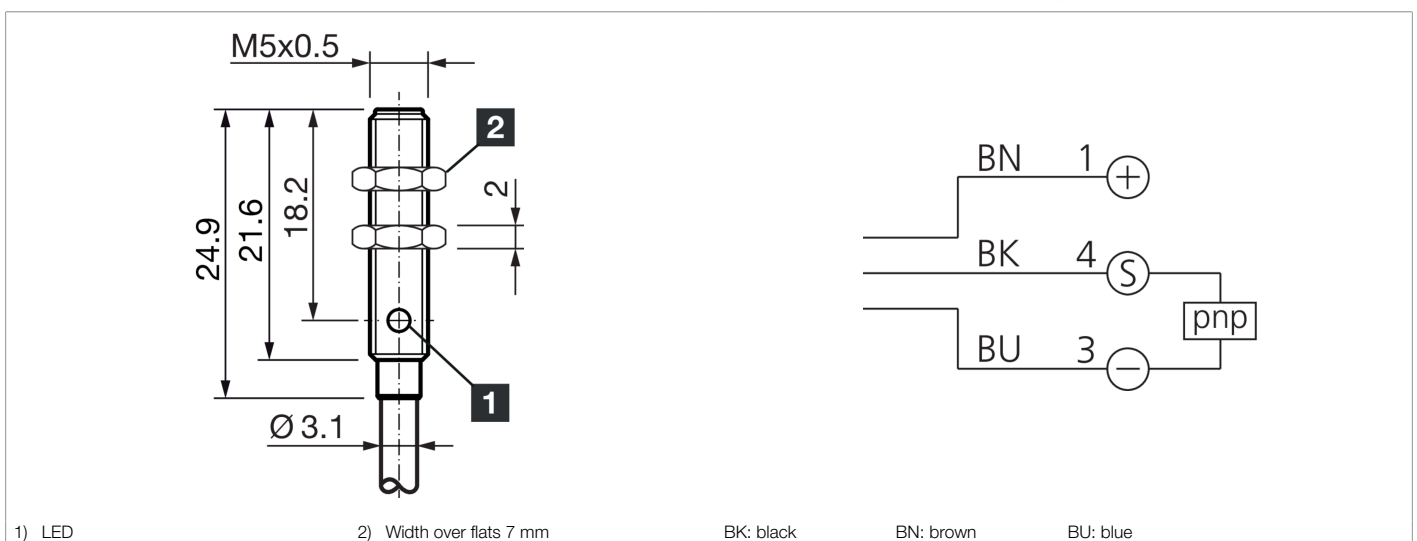 M5x0.5
2
24.9
21.6
18.2
2
1
Ø 3.1
BN 1 +
BK 4 S
pnp
BU 3 −
1) LED 2) Width over flats 7 mm BK: black BN: brown BU: blue